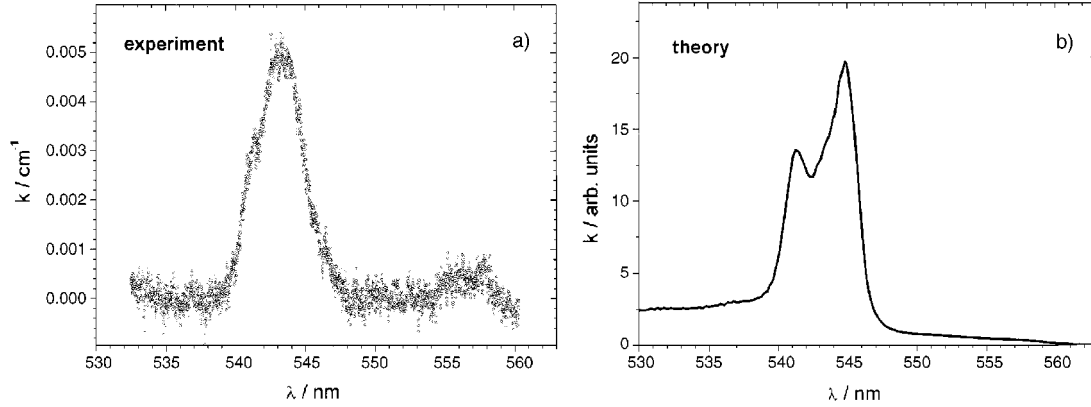 experiment
a)
0.005
0.004
0.003
0.002
0.001
0.000
k / cm⁻¹
530 535 540 545 550 555 560
λ / nm
theory
b)
20
15
10
5
0
k / arb. units
530 535 540 545 550 555 560
λ / nm